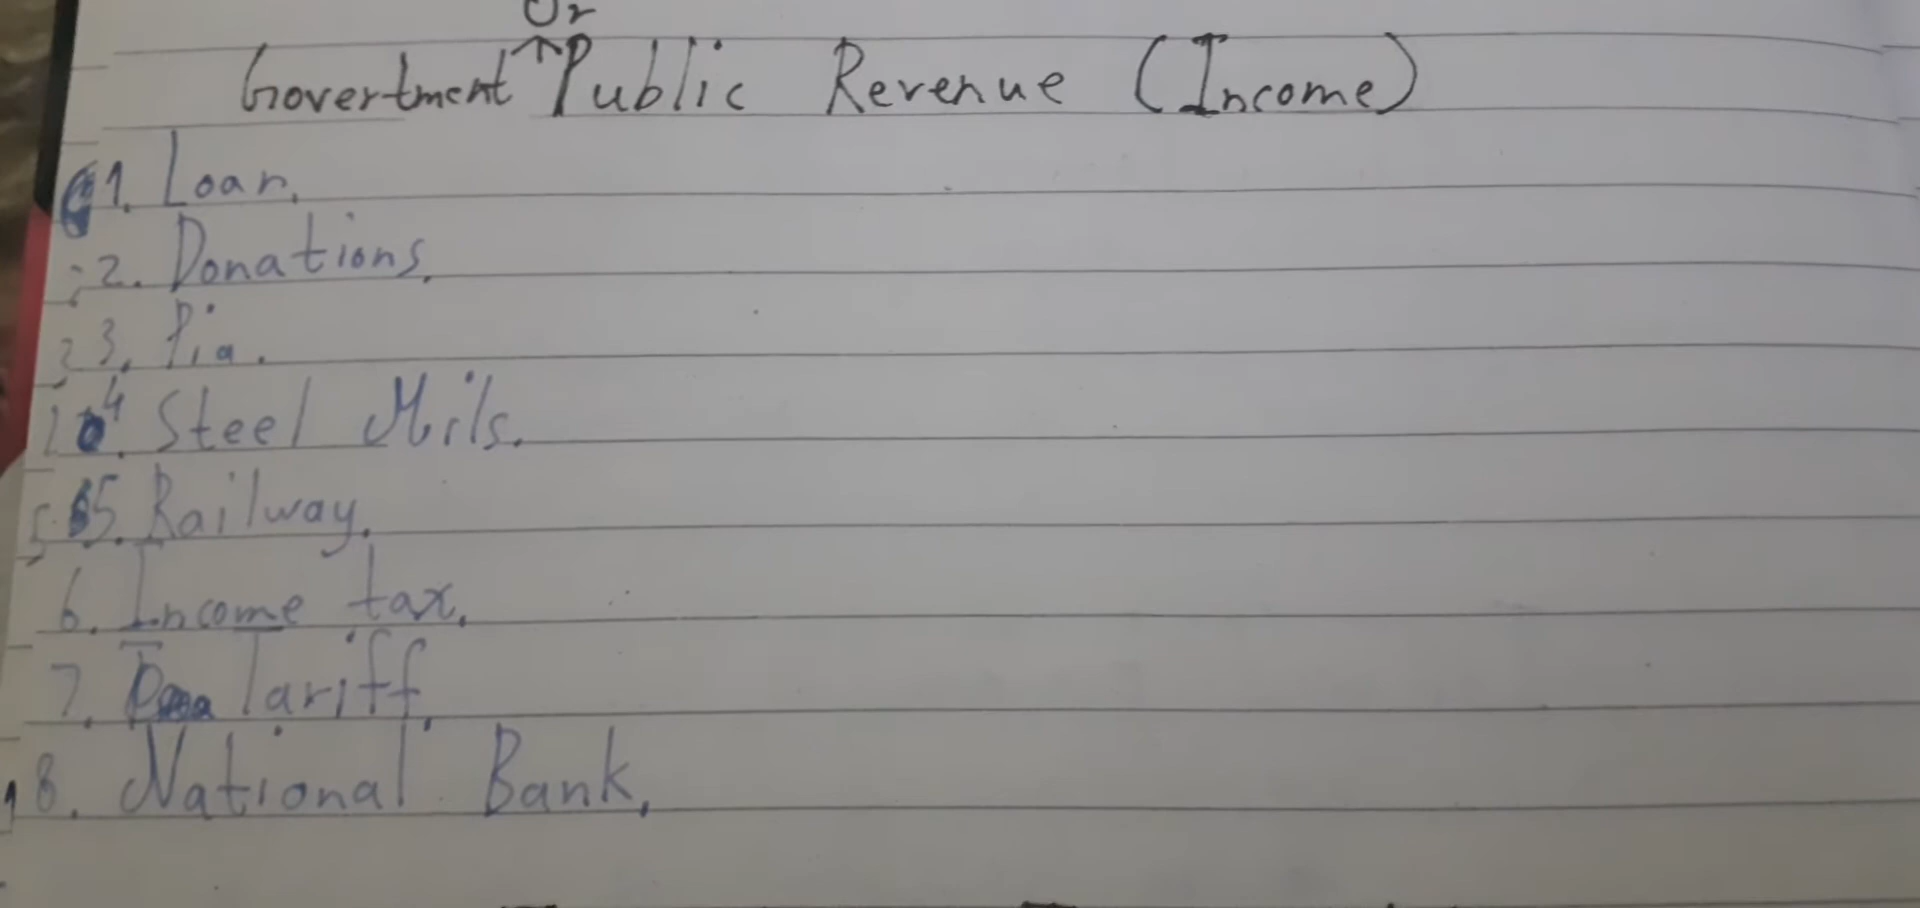 Govertment Or Public Revenue (Income)
1. Loan.
2. Donations.
3. Pia.
4. Steel Mils.
5. Railway.
6. Income tax.
7. Tariff.
8. National Bank.